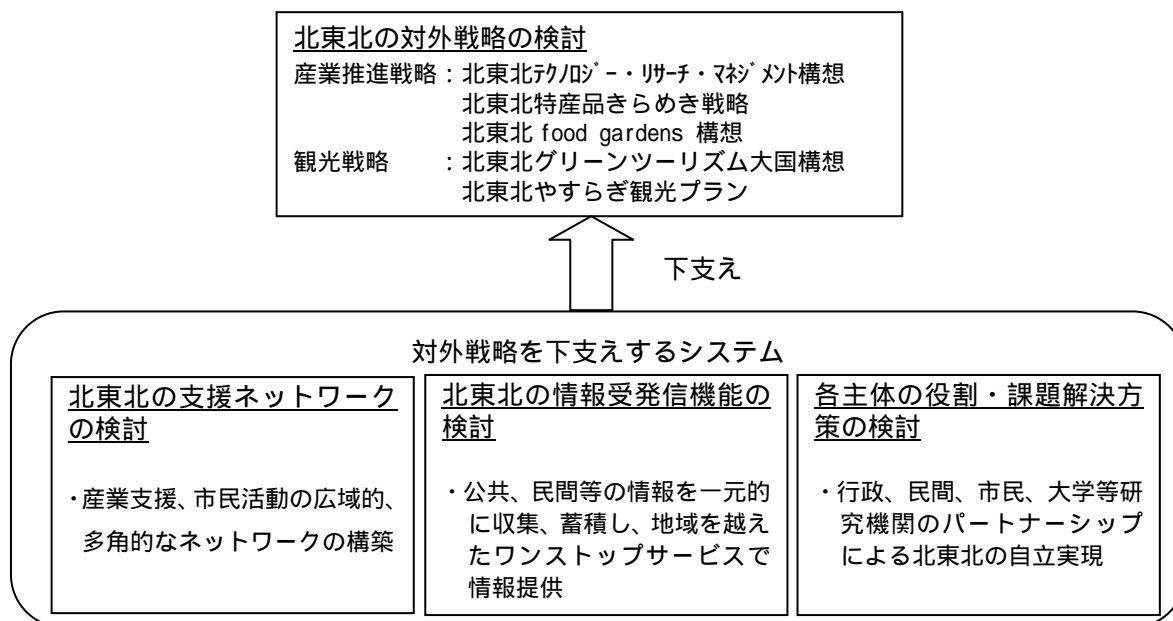 北東北の対外戦略の検討
産業推進戦略：北東北ﾃｸﾉﾛｼﾞｰ・ﾘｻｰﾁ・ﾏﾈｼﾞﾒﾝﾄ構想
北東北特産品きらめき戦略
北東北 food gardens 構想
観光戦略　　：北東北グリーンツーリズム大国構想
北東北やすらぎ観光プラン
下支え
対外戦略を下支えするシステム
北東北の支援ネットワーク
の検討
・産業支援、市民活動の広域的、
多角的なネットワークの構築
北東北の情報受発信機能の
検討
・公共、民間等の情報を一元的
に収集、蓄積し、地域を越え
たワンストップサービスで
情報提供
各主体の役割・課題解決方
策の検討
・行政、民間、市民、大学等研
究機関のパートナーシップ
による北東北の自立実現